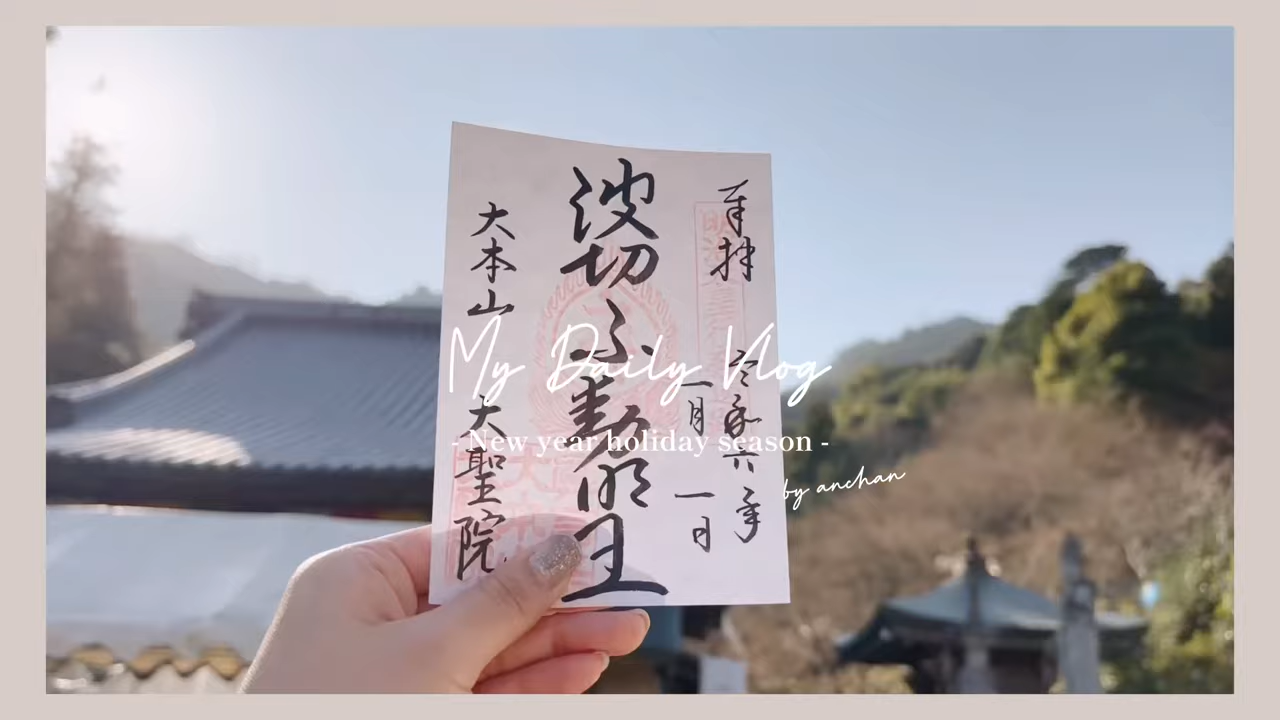 奉拝
令和六年
一月一日
波切不動明王
大本山 大聖院
My Daily Vlog
- New year holiday season -
by anchan